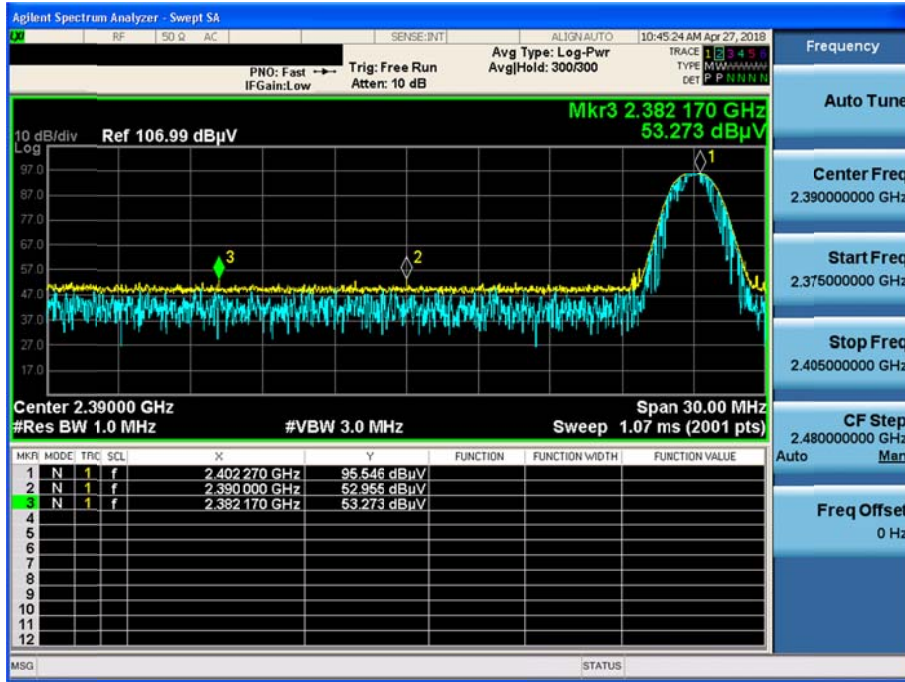 Agilent Spectrum Analyzer - Swept SA
LXI RF 50 Ω AC SENSE:INT ALIGN AUTO 10:45:24 AM Apr 27, 2018
PNO: Fast
IFGain:Low
Trig: Free Run
Atten: 10 dB
Avg Type: Log-Pwr
Avg|Hold: 300/300
TRACE 1 2 3 4 5 6
TYPE M W W W W W
DET P P N N N N
Mkr3 2.382 170 GHz
53.273 dBµV
10 dB/div Ref 106.99 dBµV
Log
97.0
87.0
77.0
67.0
57.0
47.0
37.0
27.0
17.0
1
2
3
Center 2.39000 GHz Span 30.00 MHz
#Res BW 1.0 MHz #VBW 3.0 MHz Sweep 1.07 ms (2001 pts)
MKR MODE TRC SCL X Y FUNCTION FUNCTION WIDTH FUNCTION VALUE
1 N 1 f 2.402 270 GHz 95.546 dBµV
2 N 1 f 2.390 000 GHz 52.955 dBµV
3 N 1 f 2.382 170 GHz 53.273 dBµV
4
5
6
7
8
9
10
11
12
MSG STATUS
Frequency
Auto Tune
Center Freq
2.390000000 GHz
Start Freq
2.375000000 GHz
Stop Freq
2.405000000 GHz
CF Step
2.480000000 GHz
Auto Man
Freq Offset
0 Hz